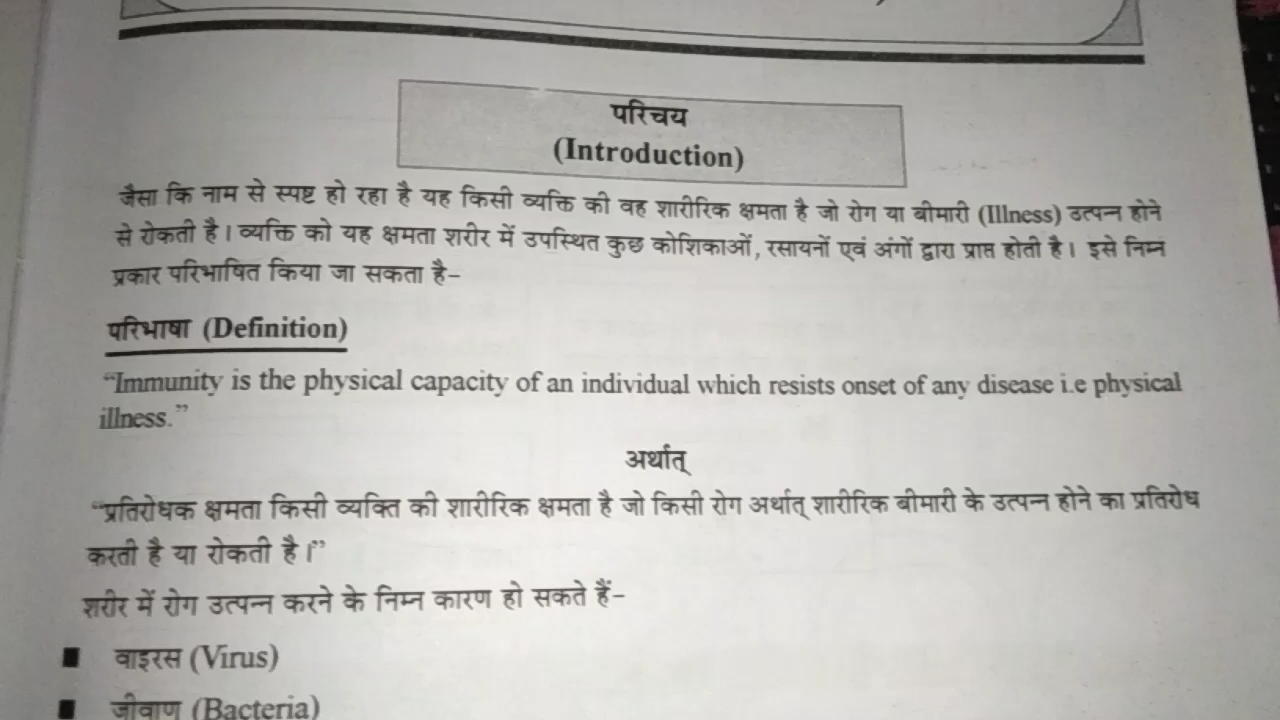 परिचय
(Introduction)
जैसा कि नाम से स्पष्ट हो रहा है यह किसी व्यक्ति की वह शारीरिक क्षमता है जो रोग या बीमारी (Illness) उत्पन्न होने
से रोकती है। व्यक्ति को यह क्षमता शरीर में उपस्थित कुछ कोशिकाओं, रसायनों एवं अंगों द्वारा प्राप्त होती है। इसे निम्न
प्रकार परिभाषित किया जा सकता है–
परिभाषा (Definition)
“Immunity is the physical capacity of an individual which resists onset of any disease i.e physical
illness.”
अर्थात्
“प्रतिरोधक क्षमता किसी व्यक्ति की शारीरिक क्षमता है जो किसी रोग अर्थात् शारीरिक बीमारी के उत्पन्न होने का प्रतिरोध
करती है या रोकती है।”
शरीर में रोग उत्पन्न करने के निम्न कारण हो सकते हैं–
■ वाइरस (Virus)
■ जीवाणु (Bacteria)